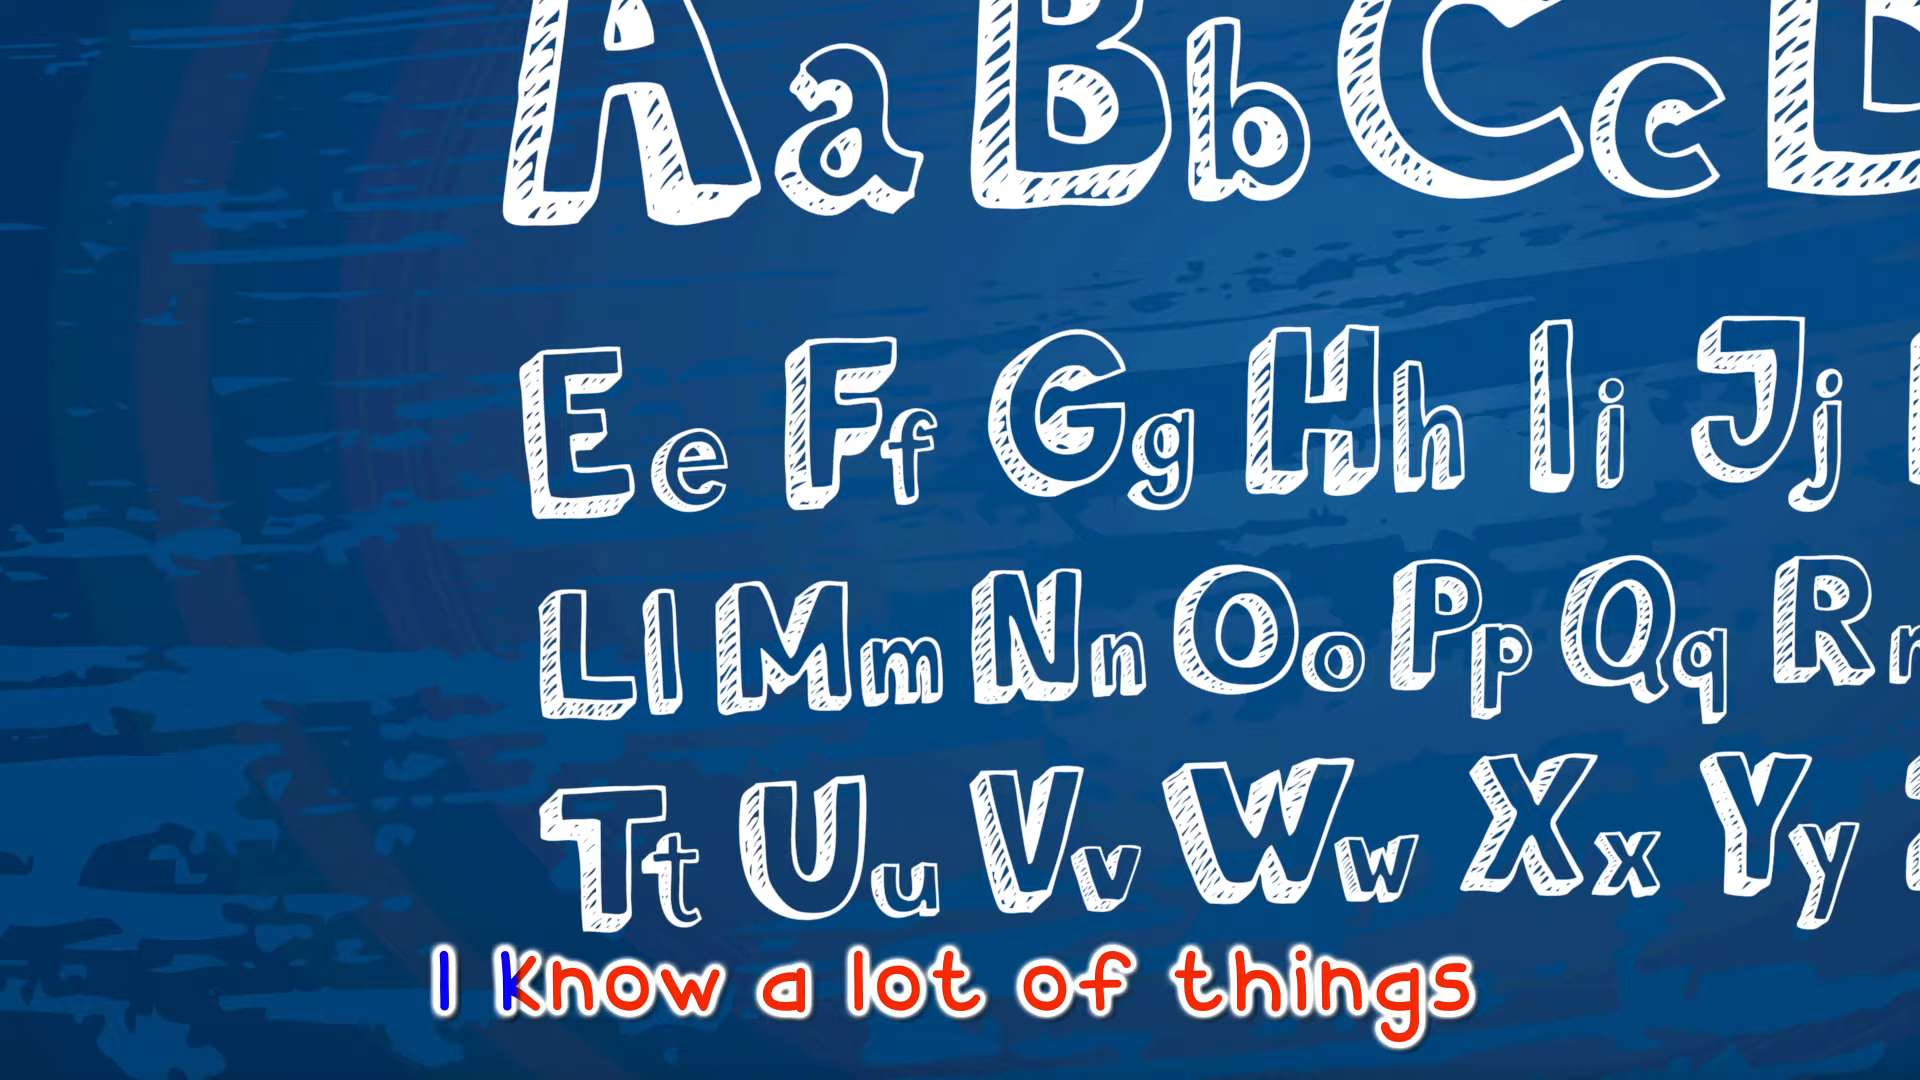 Aa Bb Cc D
Ee Ff Gg Hh Ii Jj
Ll Mm Nn Oo Pp Qq Rr
Tt Uu Vv Ww Xx Yy
I know a lot of things